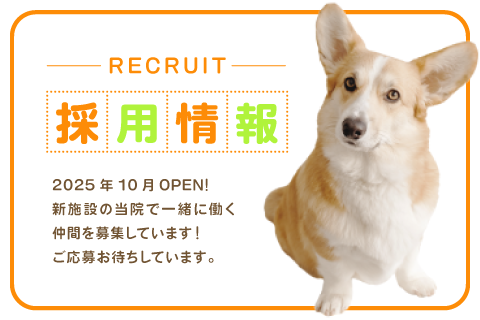 RECRUIT
採用情報
2025年10月OPEN!
新施設の当院で一緒に働く
仲間を募集しています！
ご応募お待ちしています。